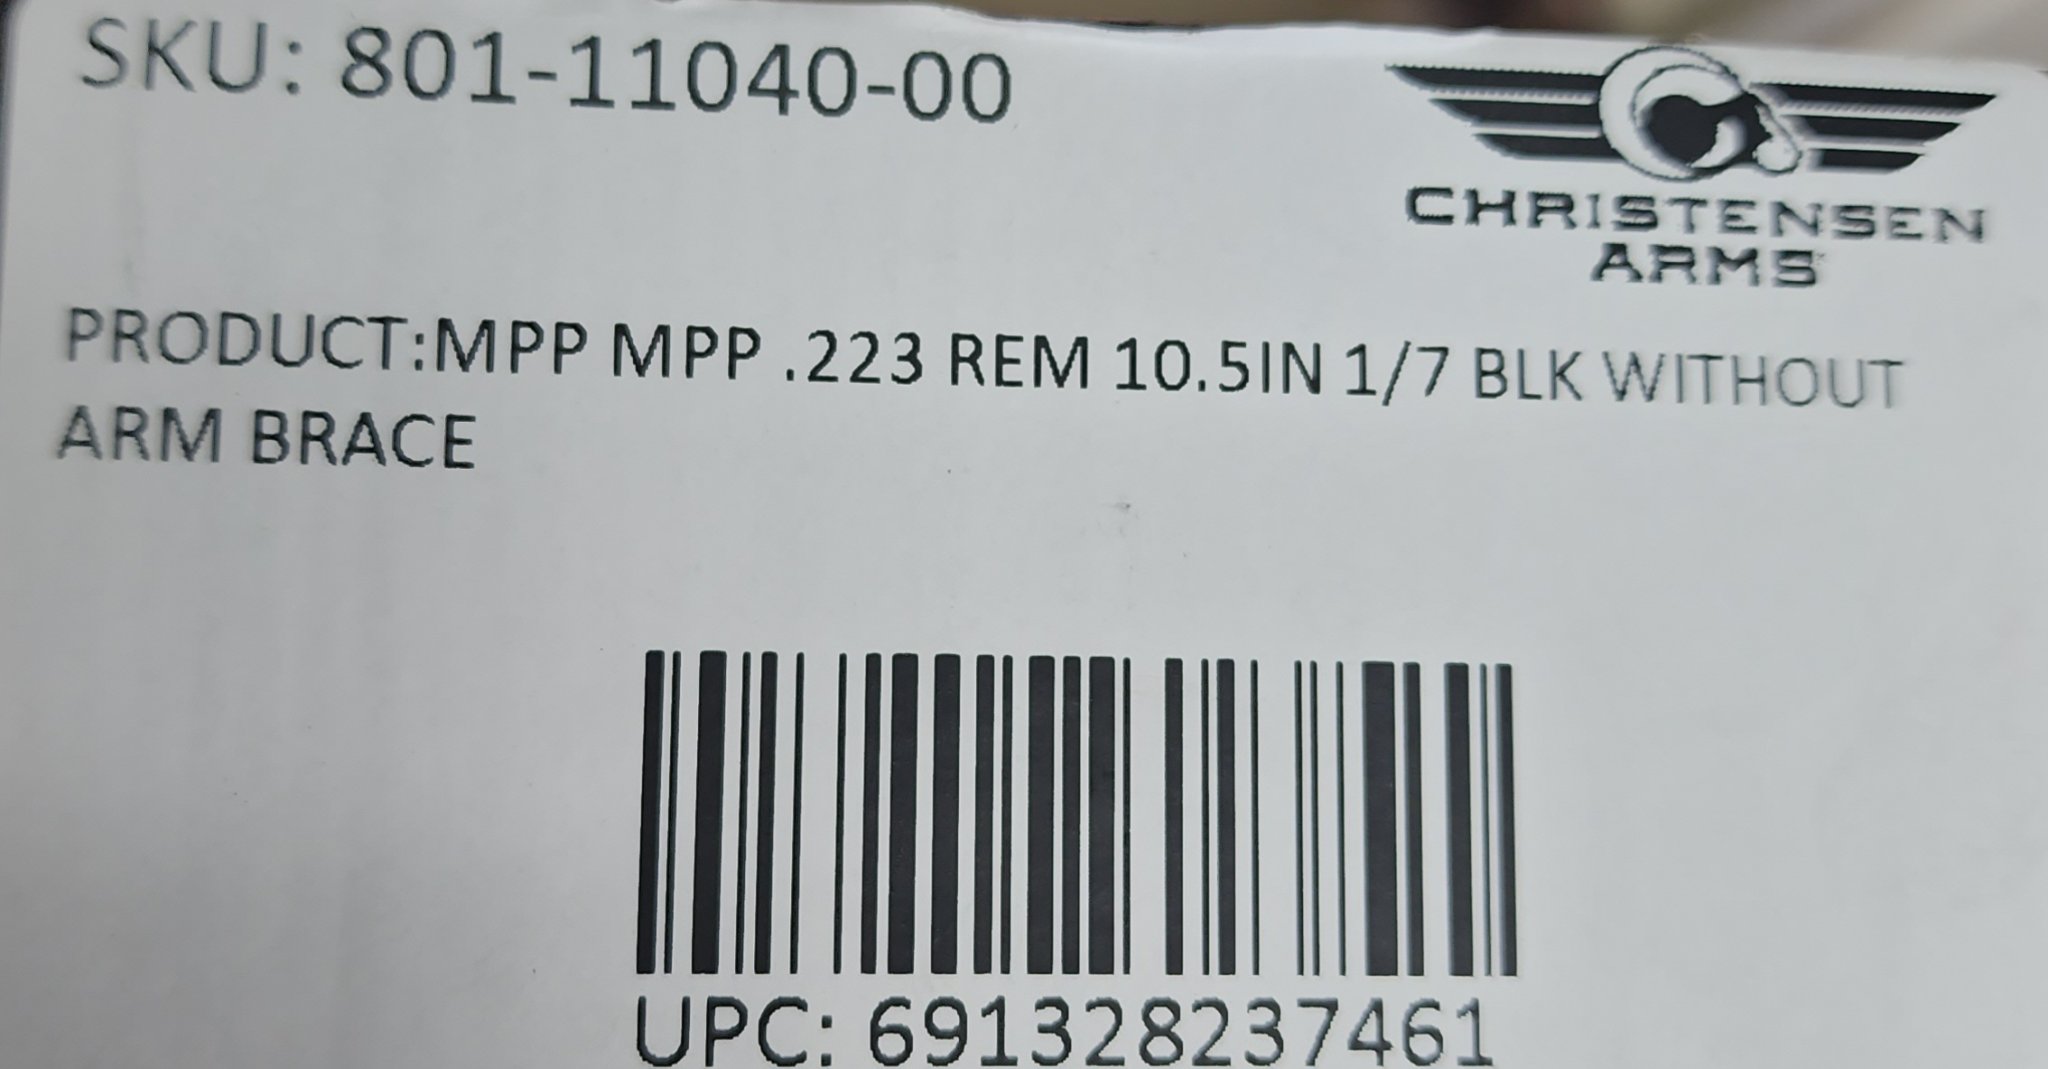 SKU: 801-11040-00
CHRISTENSEN
ARMS
PRODUCT:MPP MPP .223 REM 10.5IN 1/7 BLK WITHOUT
ARM BRACE
UPC: 691328237461